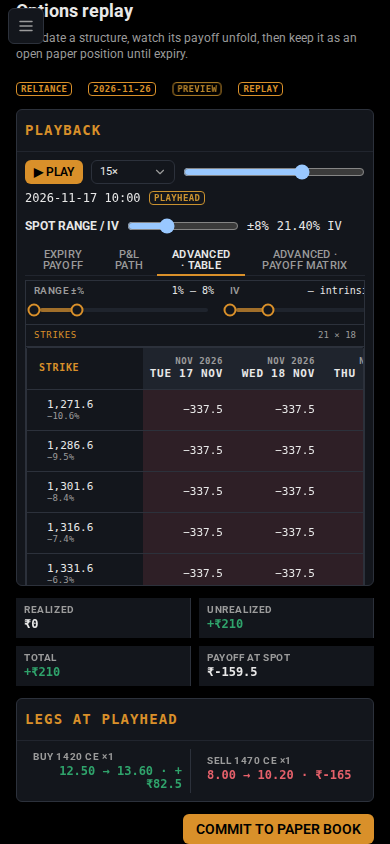 ptions replay
date a structure, watch its payoff unfold, then keep it as an
open paper position until expiry.
RELIANCE 2026-11-26 PREVIEW REPLAY
PLAYBACK
▶ PLAY 15×
2026-11-17 10:00 PLAYHEAD
SPOT RANGE / IV ±8% 21.40% IV
EXPIRY PAYOFF
P&L PATH
ADVANCED · TABLE
ADVANCED · PAYOFF MATRIX
RANGE ±% 1% – 8% IV – intrins
STRIKES 21 × 18
STRIKE
NOV 2026 NOV 2026 N
TUE 17 NOV WED 18 NOV THU
1,271.6 −337.5 −337.5
−10.6%
1,286.6 −337.5 −337.5
−9.5%
1,301.6 −337.5 −337.5
−8.4%
1,316.6 −337.5 −337.5
−7.4%
1,331.6 −337.5 −337.5
−6.3%
REALIZED
₹0
UNREALIZED
+₹210
TOTAL
+₹210
PAYOFF AT SPOT
₹-159.5
LEGS AT PLAYHEAD
BUY 1420 CE ×1
12.50 → 13.60 · +
₹82.5
SELL 1470 CE ×1
8.00 → 10.20 · ₹-165
COMMIT TO PAPER BOOK